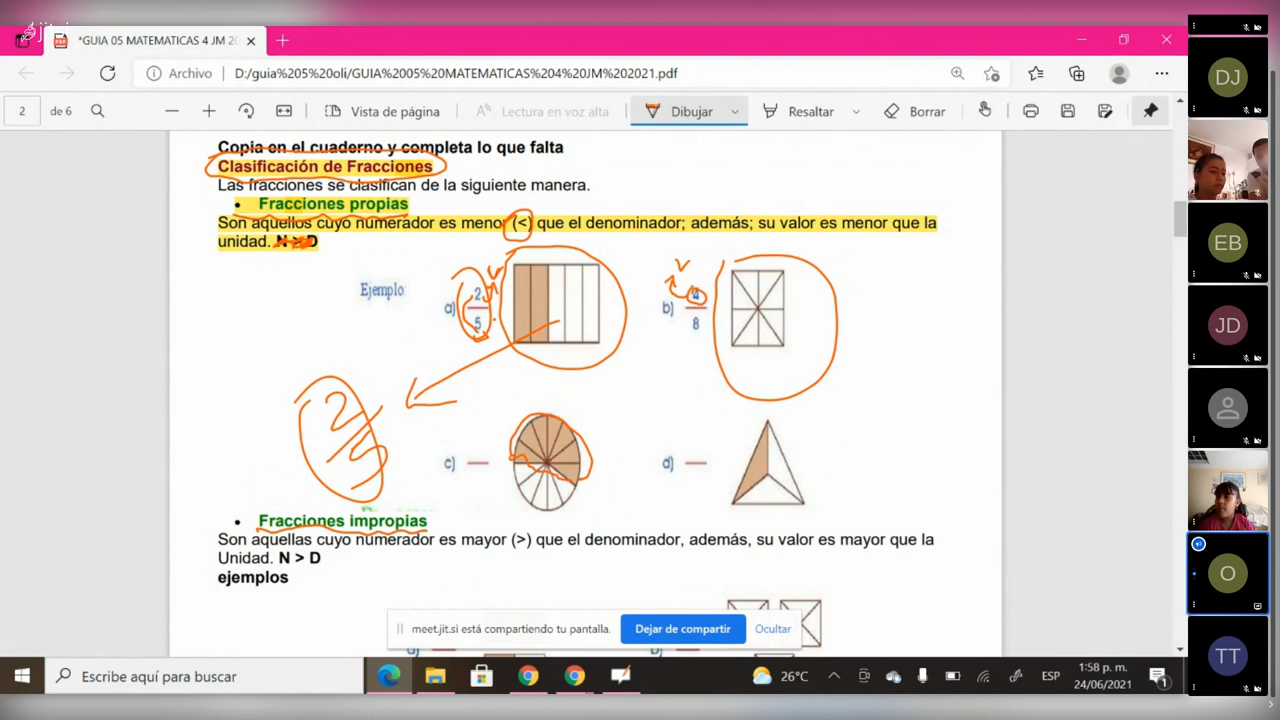 jitsi
*GUIA 05 MATEMATICAS 4 JM 20
Archivo D:/guia%205%20oli/GUIA%2005%20MATEMATICAS%204%20JM%202021.pdf
2 de 6 Vista de página Lectura en voz alta Dibujar Resaltar Borrar
Copia en el cuaderno y completa lo que falta
Clasificación de Fracciones
Las fracciones se clasifican de la siguiente manera.
• Fracciones propias
Son aquellos cuyo numerador es menor (<) que el denominador; además; su valor es menor que la
unidad. N > D
Ejemplo: a) 2/5 b) 4/8
2/5
c) d)
• Fracciones impropias
Son aquellas cuyo numerador es mayor (>) que el denominador, además, su valor es mayor que la
Unidad. N > D
ejemplos
meet.jit.si está compartiendo tu pantalla. Dejar de compartir Ocultar
Escribe aquí para buscar
26°C ESP
1:58 p. m.
24/06/2021
1
DJ
EB
JD
O
TT